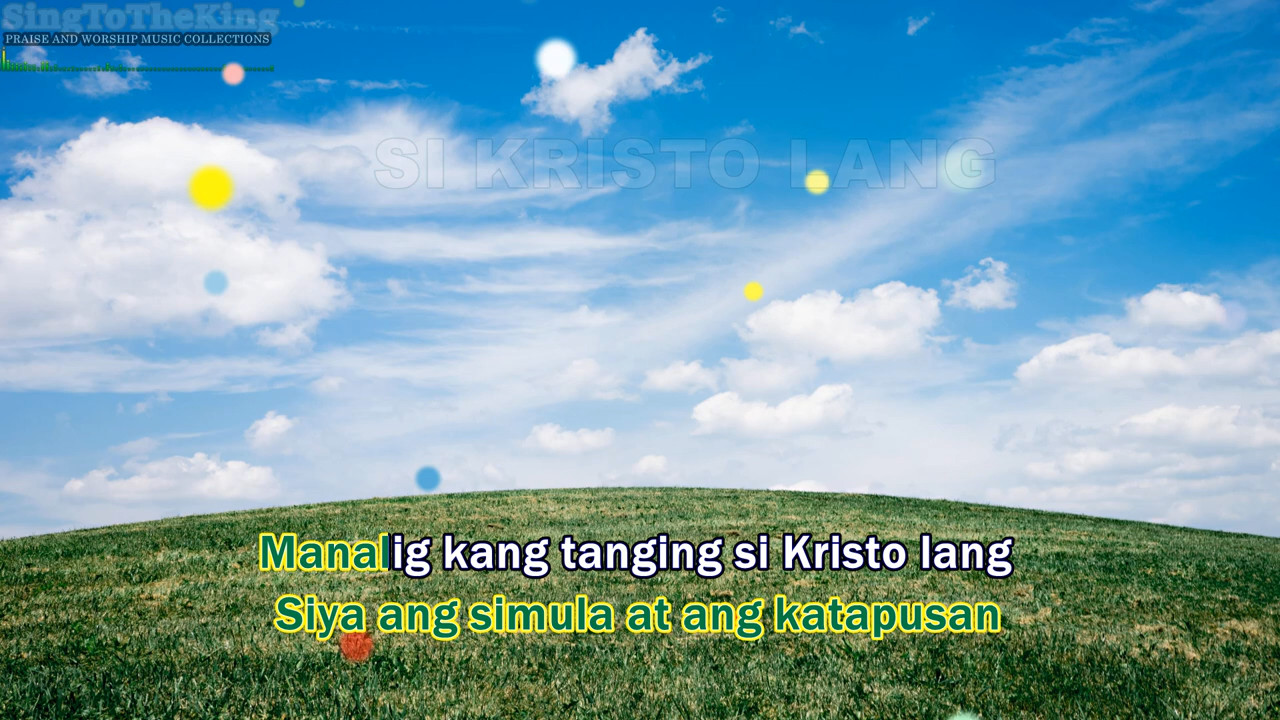 SingToTheKing
PRAISE AND WORSHIP MUSIC COLLECTIONS
SI KRISTO LANG
Manalig kang tanging si Kristo lang
Siya ang simula at ang katapusan